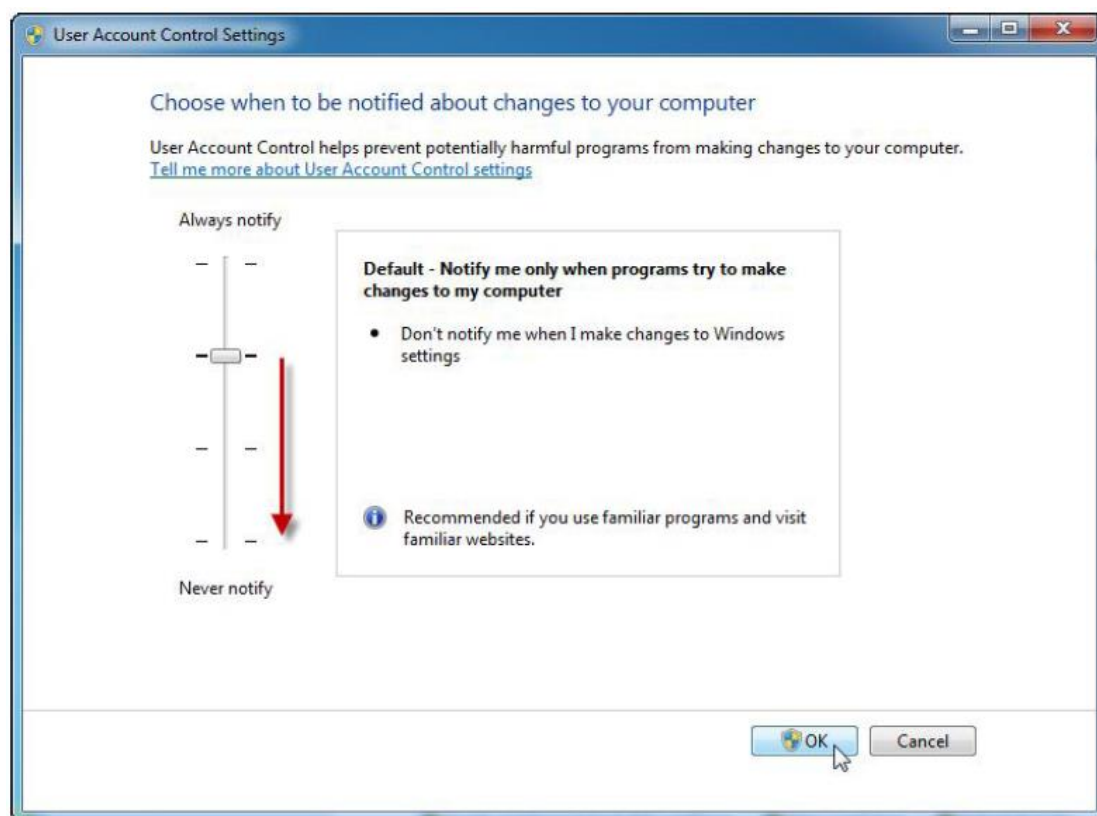 User Account Control Settings
Choose when to be notified about changes to your computer
User Account Control helps prevent potentially harmful programs from making changes to your computer.
Tell me more about User Account Control settings
Always notify
Default - Notify me only when programs try to make
changes to my computer
• Don't notify me when I make changes to Windows
settings
Recommended if you use familiar programs and visit
familiar websites.
Never notify
OK
Cancel